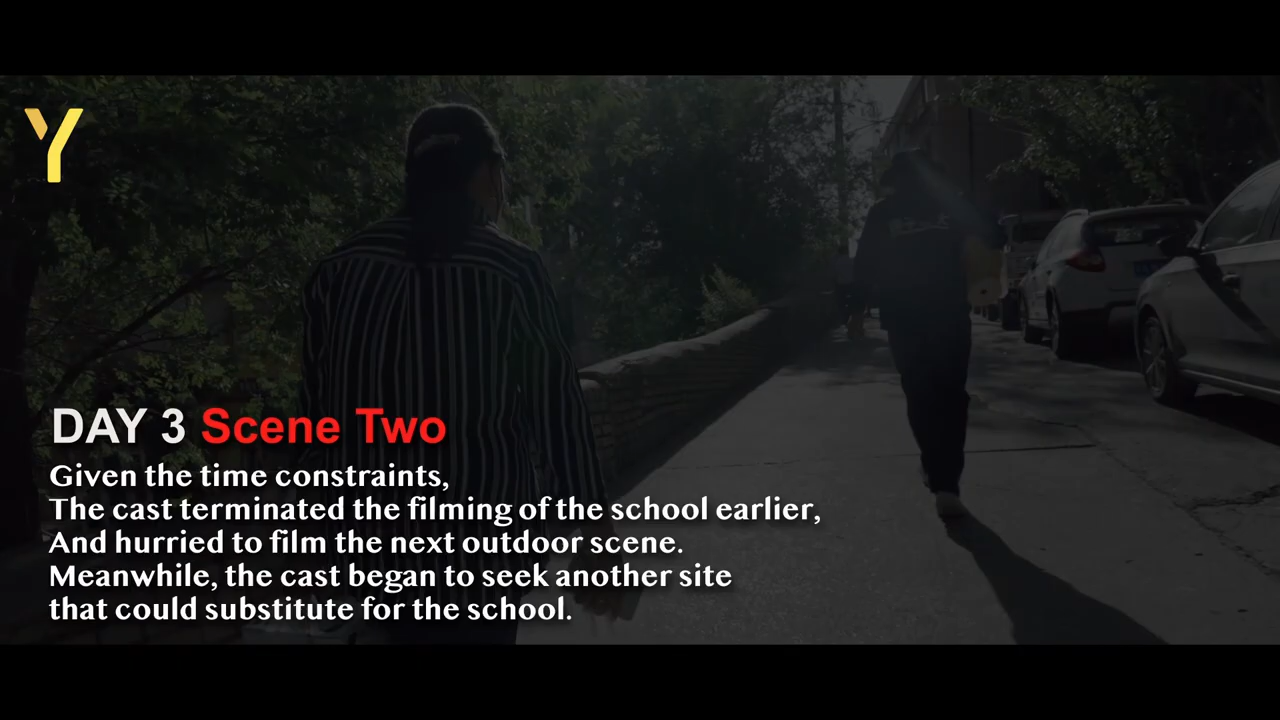 Y
DAY 3 Scene Two
Given the time constraints,
The cast terminated the filming of the school earlier,
And hurried to film the next outdoor scene.
Meanwhile, the cast began to seek another site
that could substitute for the school.